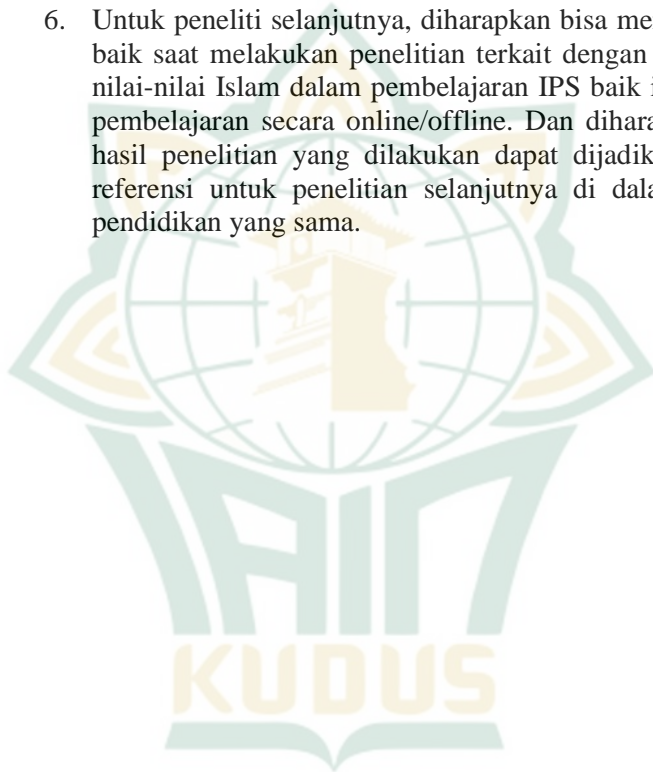 6. Untuk peneliti selanjutnya, diharapkan bisa me
baik saat melakukan penelitian terkait dengan
nilai-nilai Islam dalam pembelajaran IPS baik i
pembelajaran secara online/offline. Dan dihara
hasil penelitian yang dilakukan dapat dijadik
referensi untuk penelitian selanjutnya di dala
pendidikan yang sama.
IAIN
KUDUS